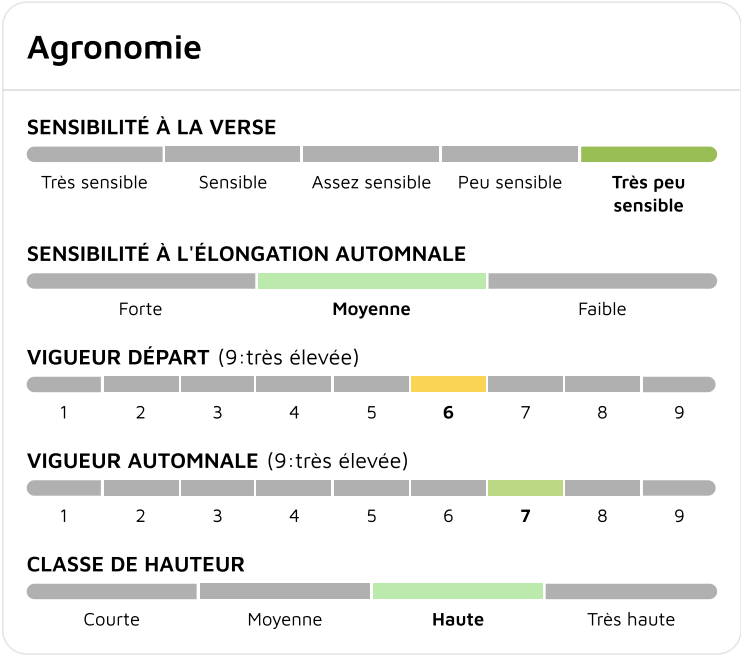 Agronomie
SENSIBILITÉ À LA VERSE
Très sensible Sensible Assez sensible Peu sensible Très peu sensible
SENSIBILITÉ À L'ÉLONGATION AUTOMNALE
Forte Moyenne Faible
VIGUEUR DÉPART (9:très élevée)
1 2 3 4 5 6 7 8 9
VIGUEUR AUTOMNALE (9:très élevée)
1 2 3 4 5 6 7 8 9
CLASSE DE HAUTEUR
Courte Moyenne Haute Très haute